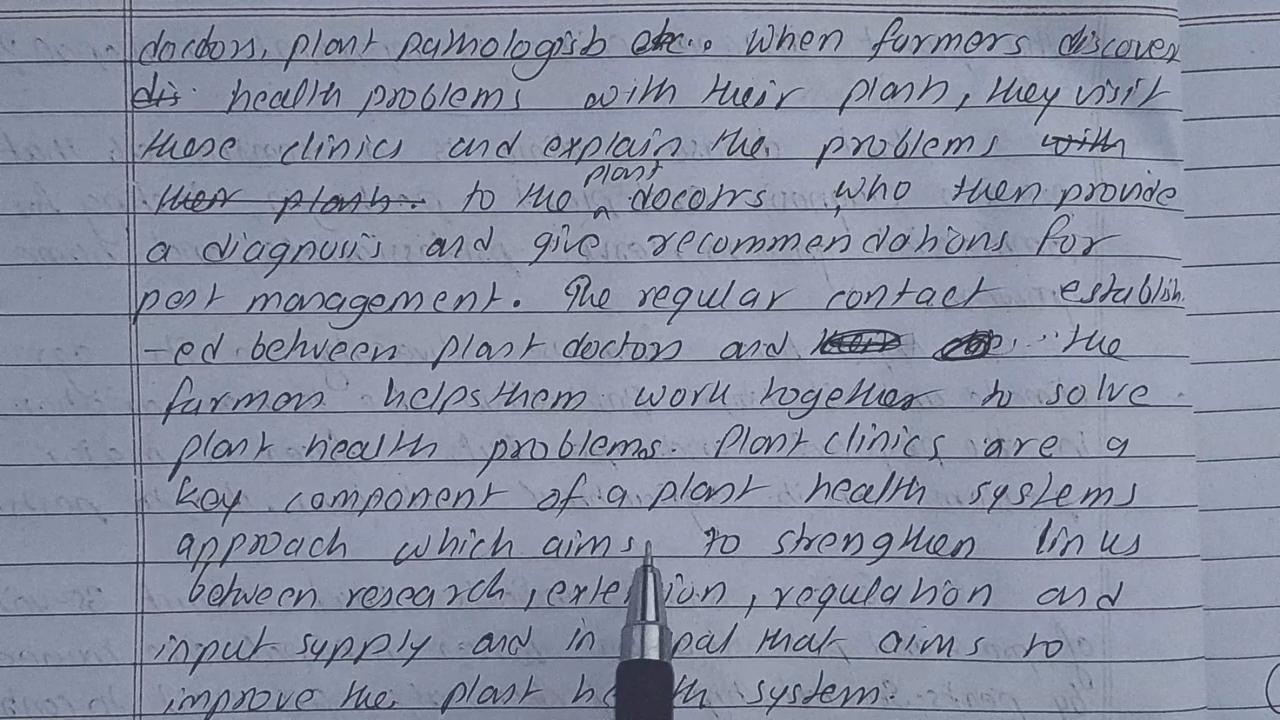 doctors, plant pathologists etc.. When farmers discover
health problems with their plants, they visit
these clinics and explain the problems
to the plant docotrs who then provide
a diagnosis and give recommendations for
pest management. The regular contact establish
-ed between plant doctors and the
farmers helps them work together to solve
plant health problems. Plant clinics are a
key component of a plant health systems
approach which aims to strengthen links
between research, , regulation and
input supply and in that aims to
improve the plant system.